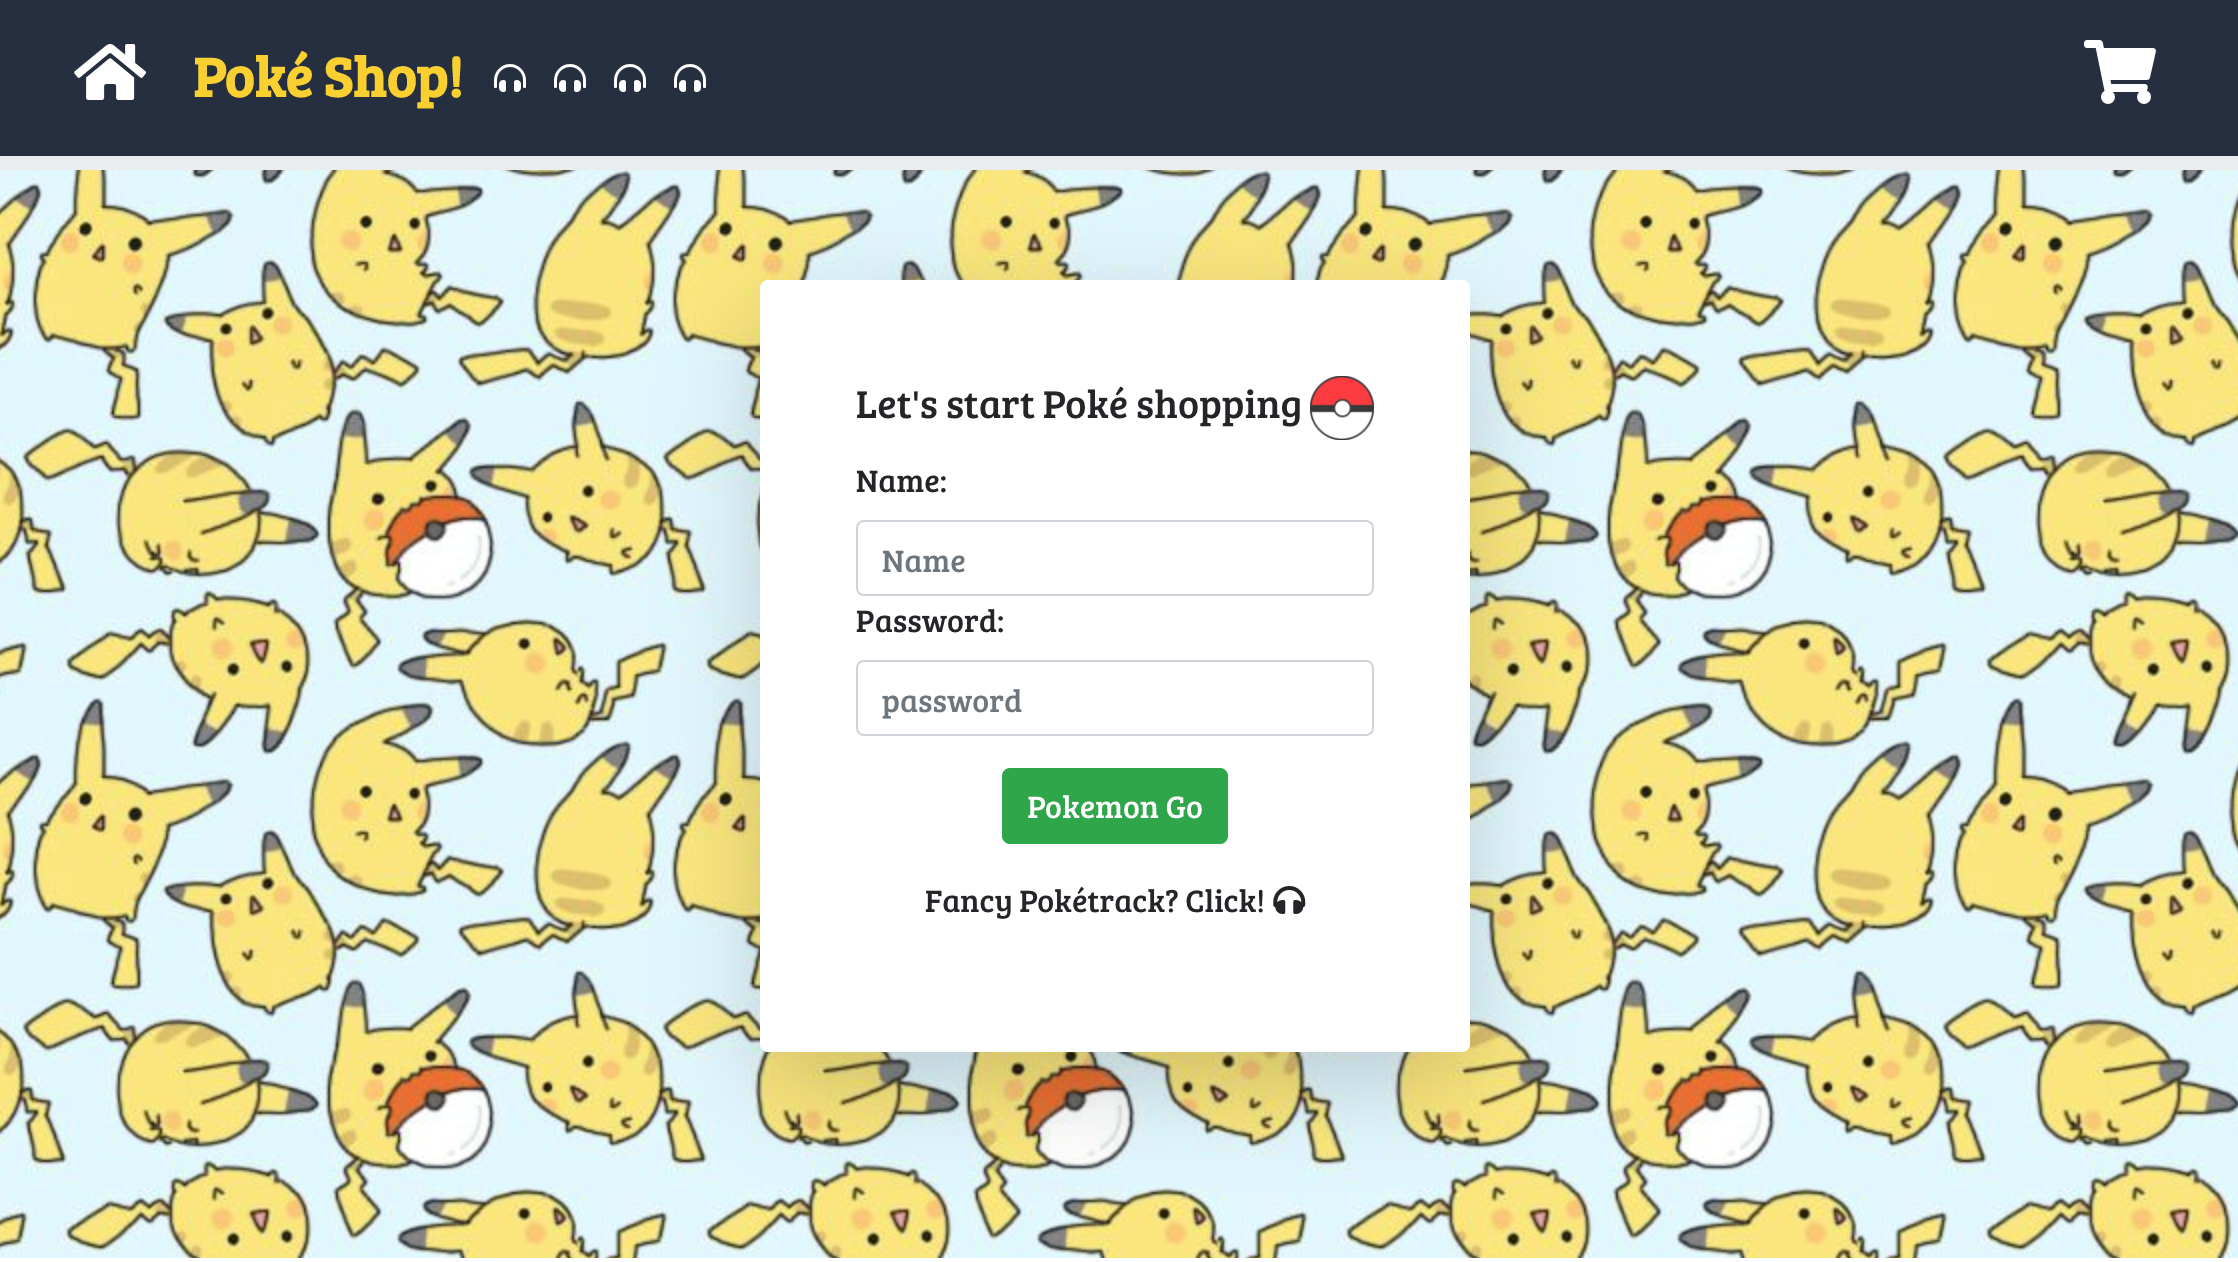 Poké Shop!
Let's start Poké shopping
Name:
Name
Password:
password
Pokemon Go
Fancy Pokétrack? Click!